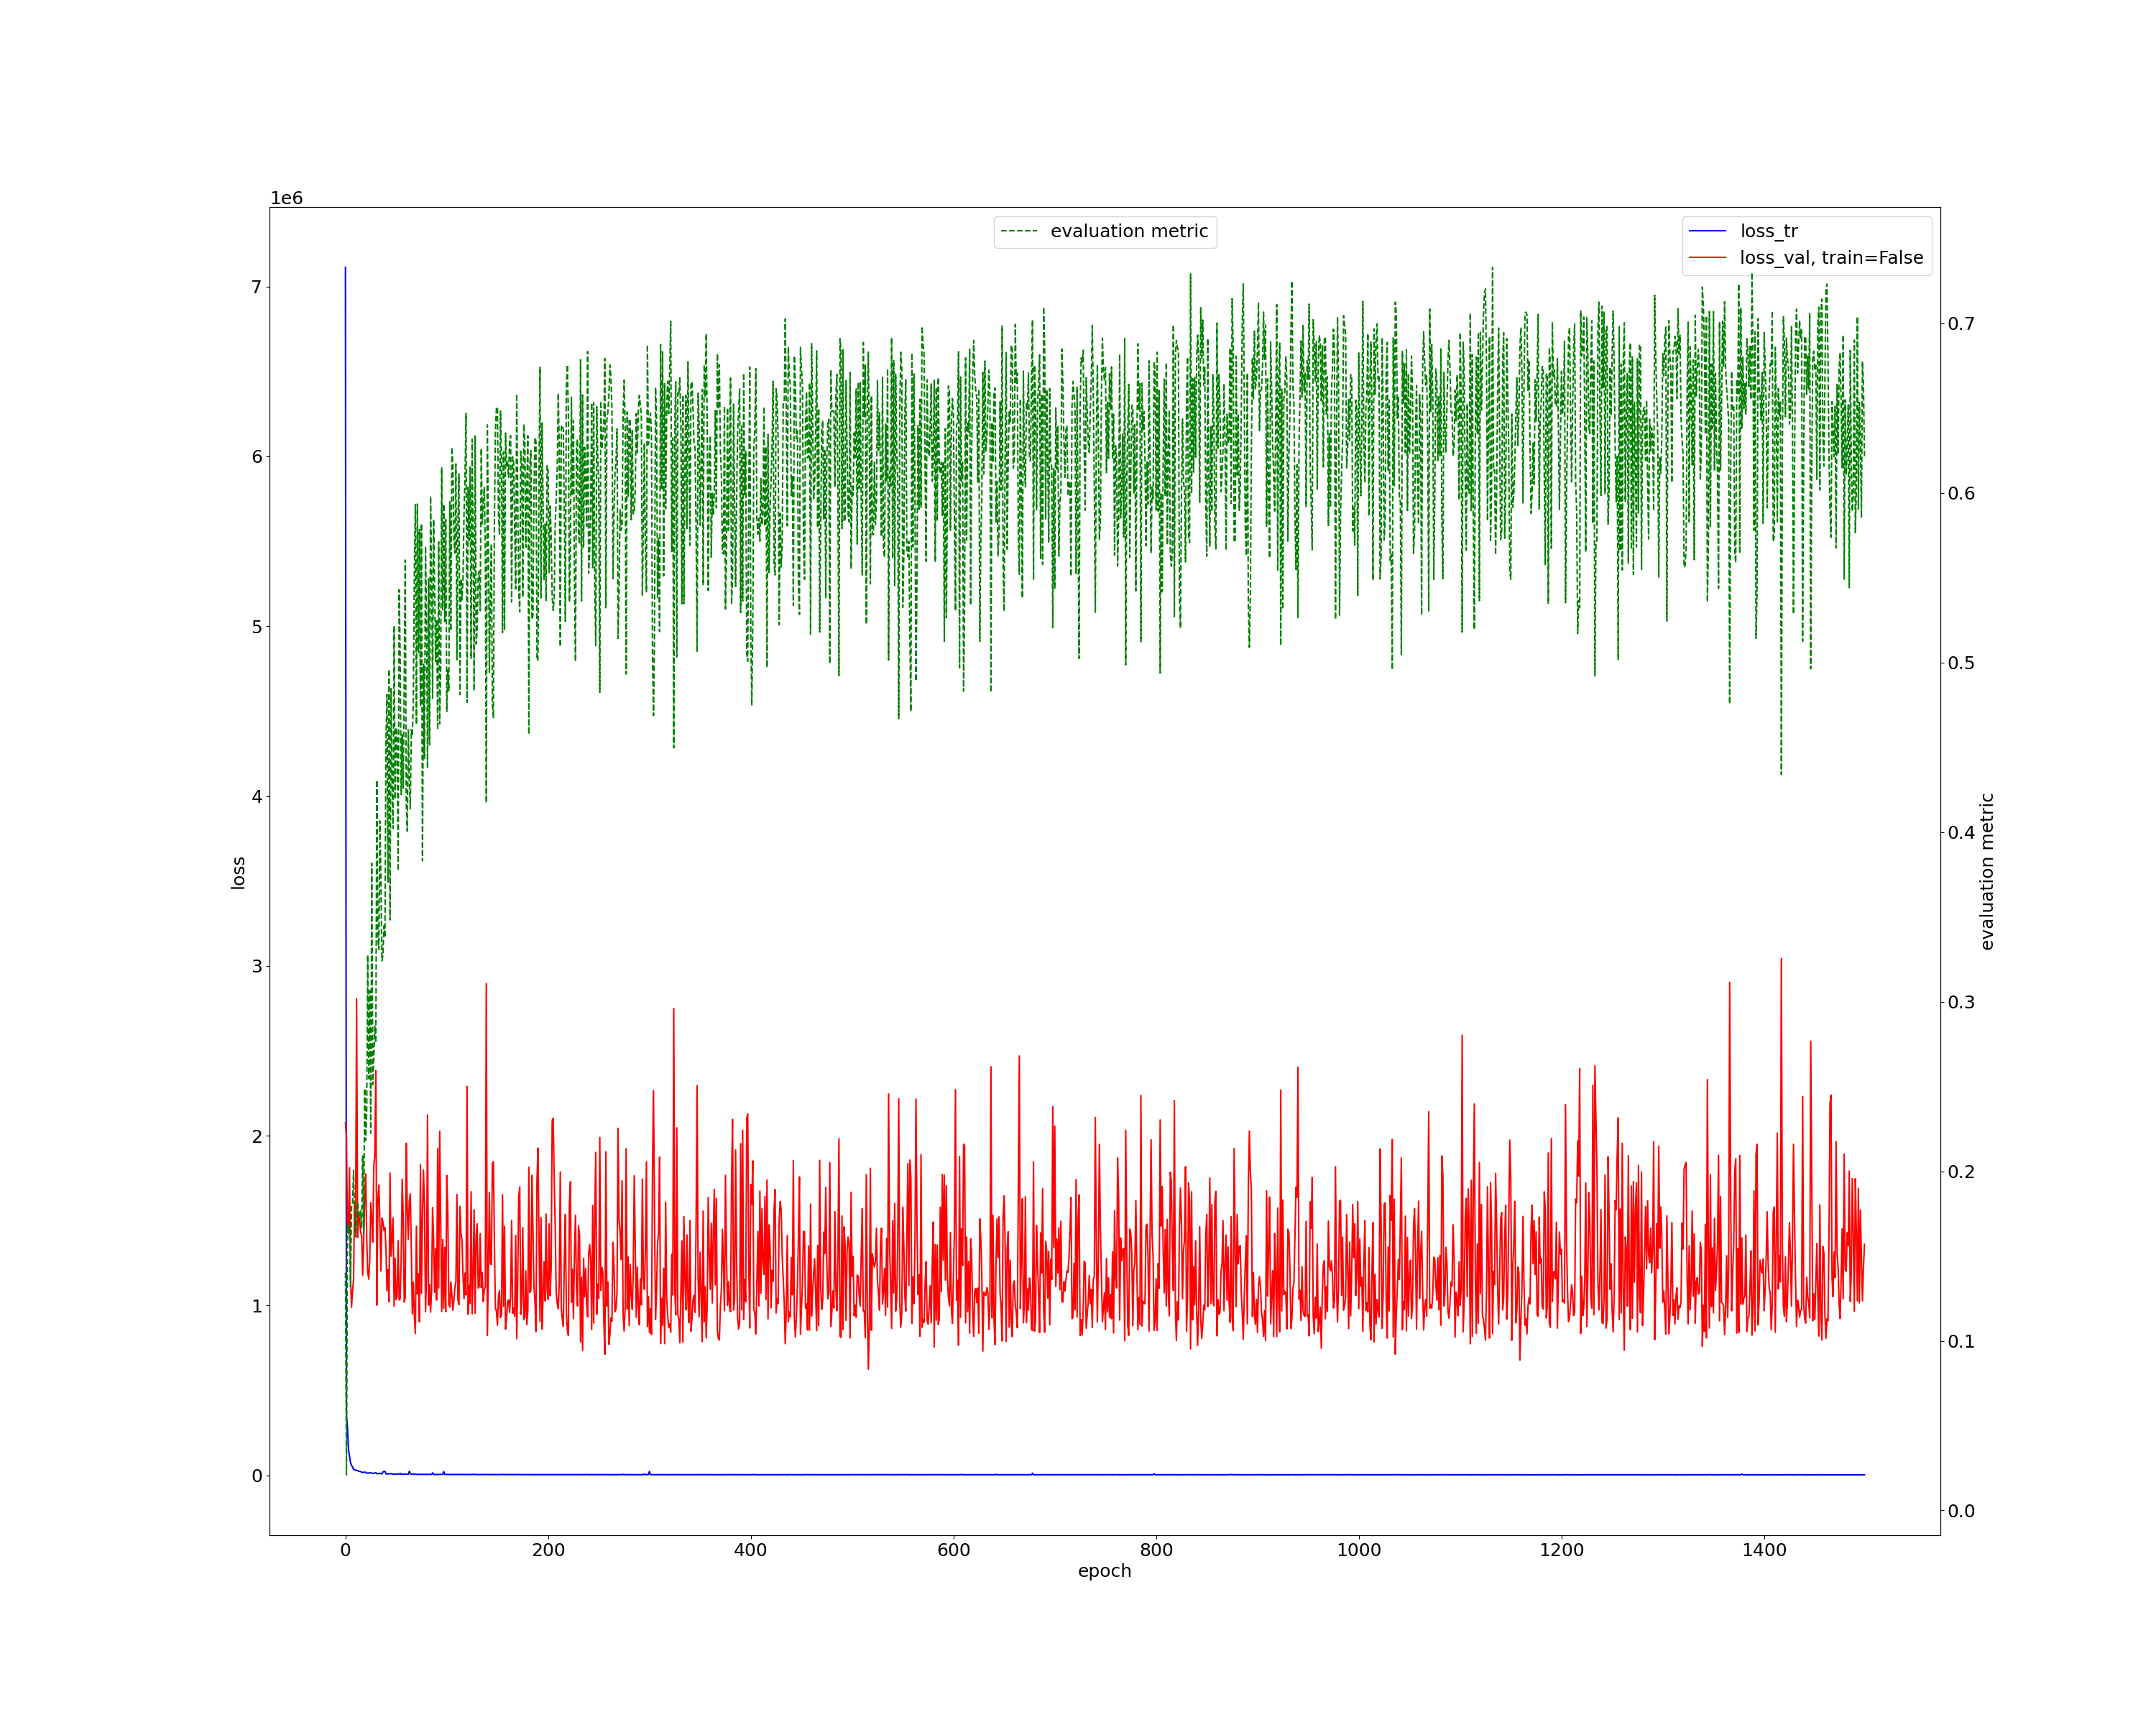 1e6
evaluation metric
loss_tr
loss_val, train=False
7
6
5
4
3
2
1
0
loss
0.7
0.6
0.5
0.4
0.3
0.2
0.1
0.0
evaluation metric
0 200 400 600 800 1000 1200 1400
epoch